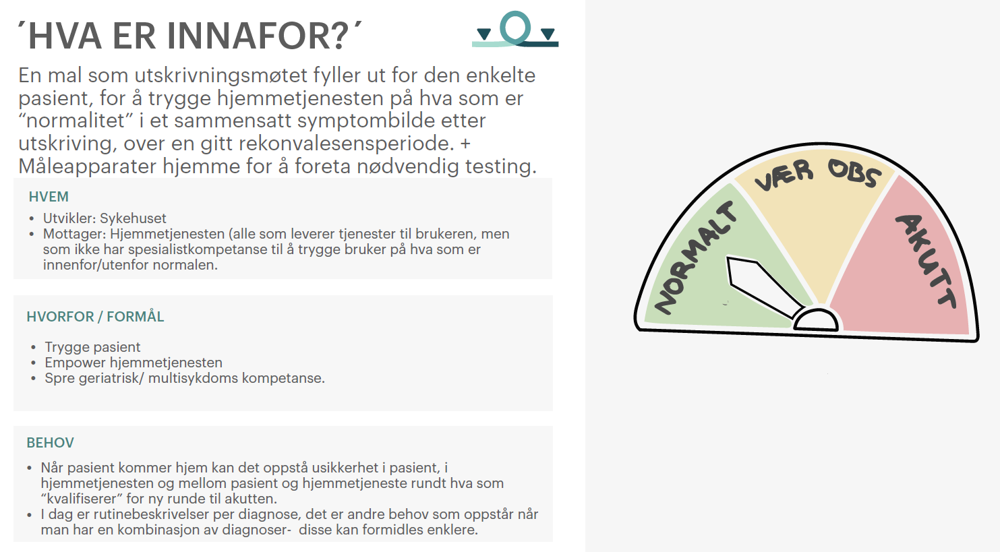 ´HVA ER INNAFOR?´
En mal som utskrivningsmøtet fyller ut for den enkelte
pasient, for å trygge hjemmetjenesten på hva som er
“normalitet” i et sammensatt symptombilde etter
utskriving, over en gitt rekonvalesensperiode. +
Måleapparater hjemme for å foreta nødvendig testing.
HVEM
• Utvikler: Sykehuset
• Mottager: Hjemmetjenesten (alle som leverer tjenester til brukeren, men
som ikke har spesialistkompetanse til å trygge bruker på hva som er
innenfor/utenfor normalen.
HVORFOR / FORMÅL
• Trygge pasient
• Empower hjemmetjenesten
• Spre geriatrisk/ multisykdoms kompetanse.
BEHOV
• Når pasient kommer hjem kan det oppstå usikkerhet i pasient, i
hjemmetjenesten og mellom pasient og hjemmetjeneste rundt hva som
“kvalifiserer” for ny runde til akutten.
• I dag er rutinebeskrivelser per diagnose, det er andre behov som oppstår når
man har en kombinasjon av diagnoser- disse kan formidles enklere.
NORMALT
VÆR OBS
AKUTT